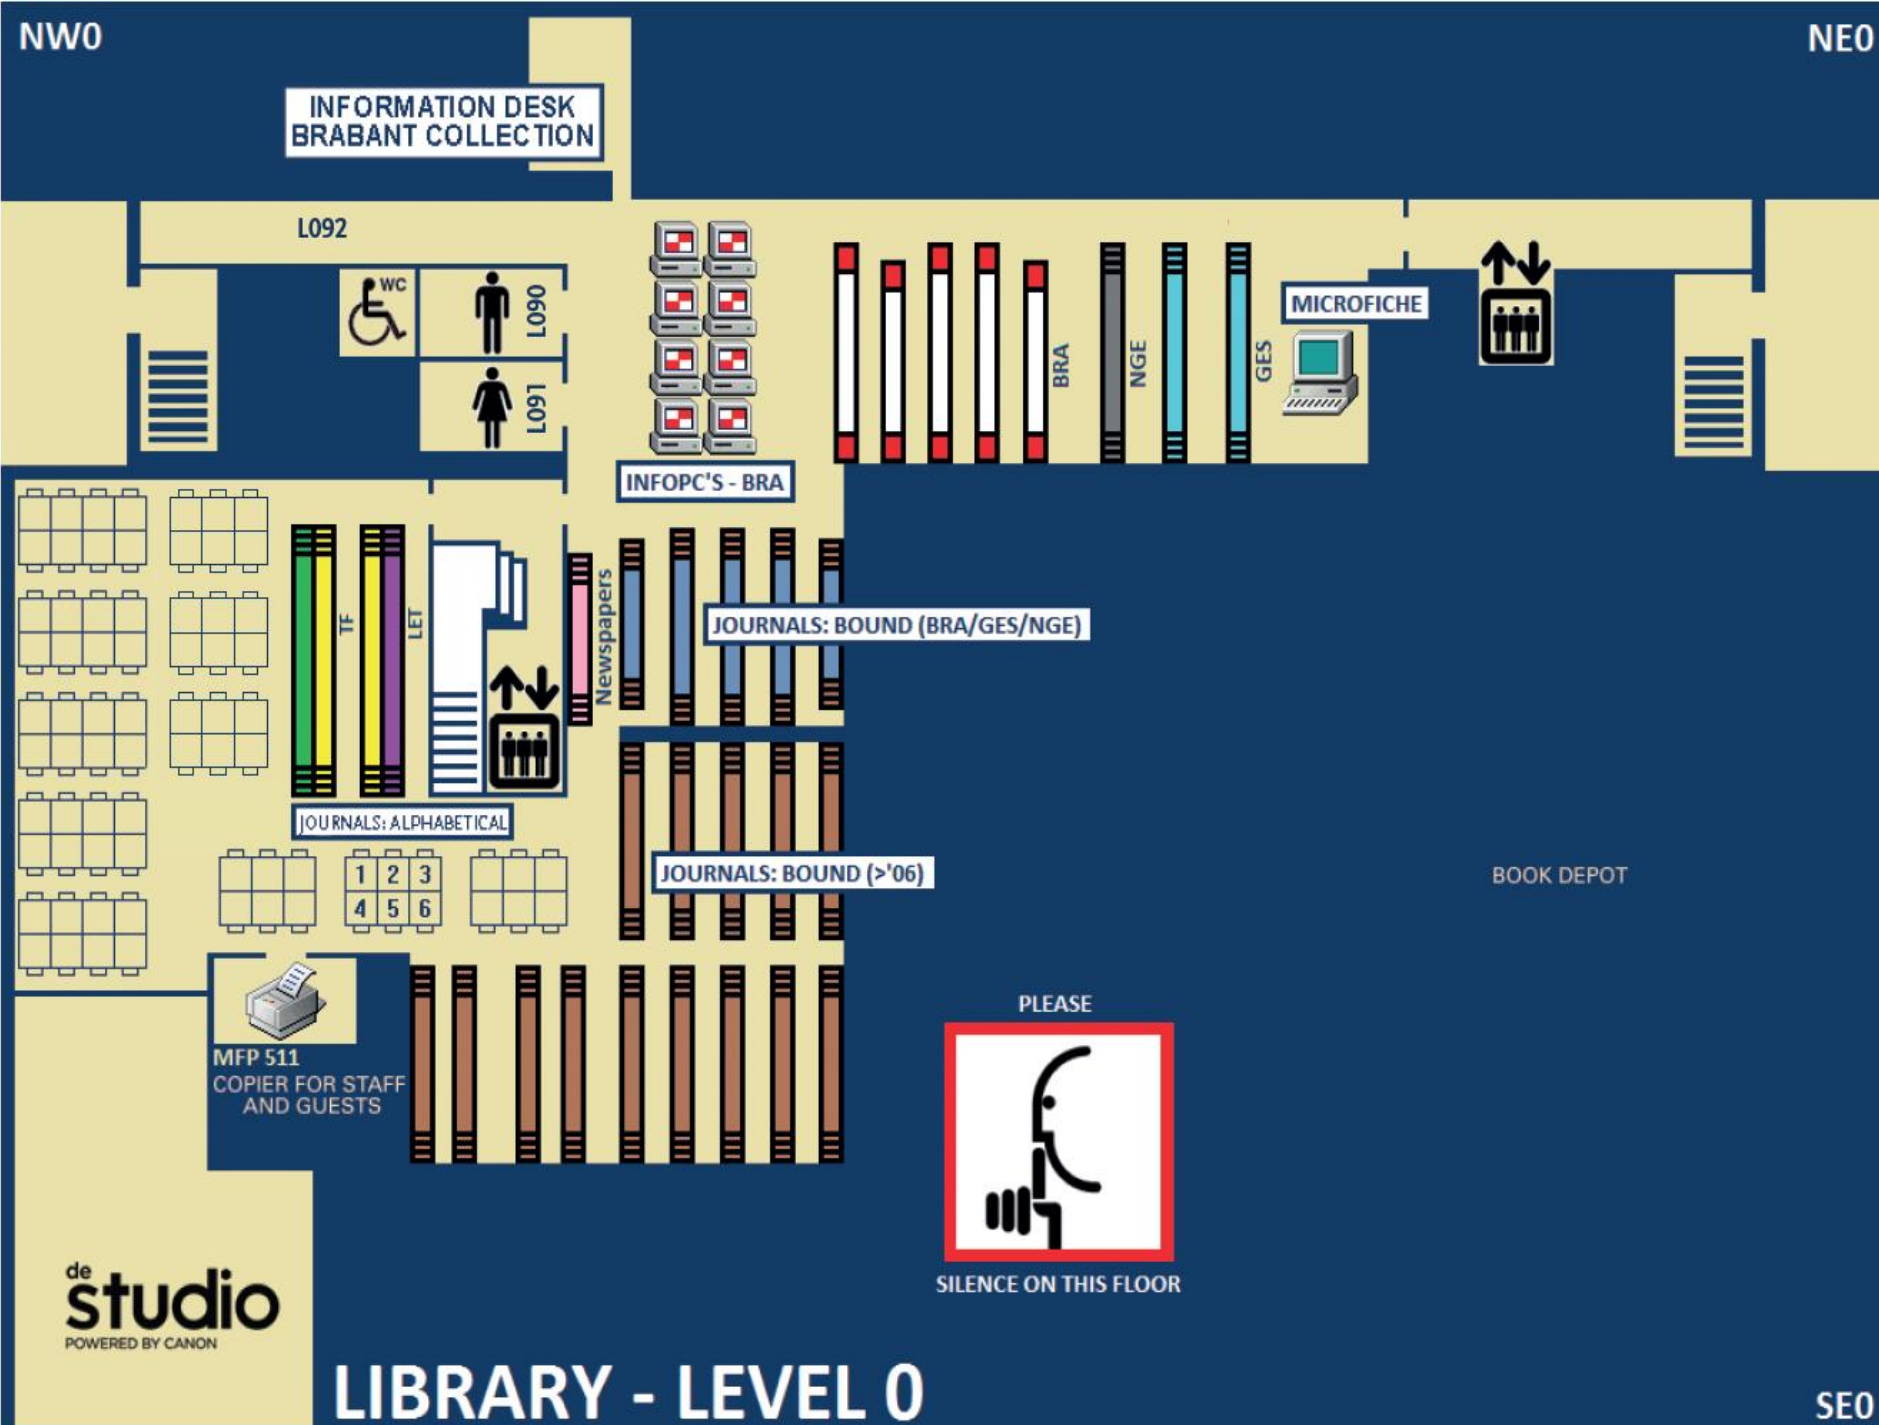 NW0
NE0
INFORMATION DESK
BRABANT COLLECTION
L092
WC
L090
L091
MICROFICHE
BRA
NGE
GES
INFOPC'S - BRA
TF
LET
Newspapers
JOURNALS: BOUND (BRA/GES/NGE)
JOURNALS: ALPHABETICAL
1 2 3
4 5 6
JOURNALS: BOUND (>'06)
BOOK DEPOT
MFP 511
COPIER FOR STAFF
AND GUESTS
PLEASE
SILENCE ON THIS FLOOR
de
studio
POWERED BY CANON
LIBRARY - LEVEL 0
SE0